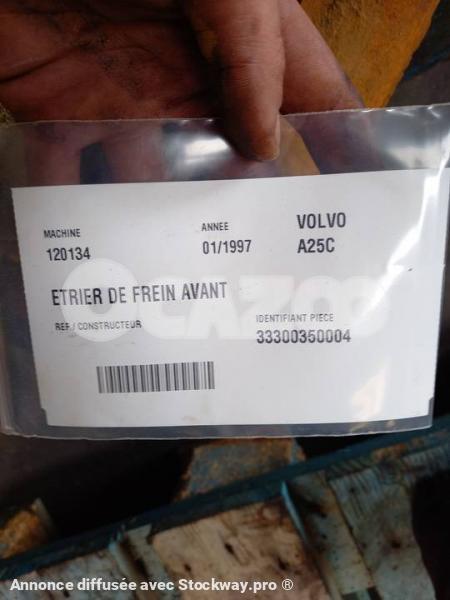 MACHINE ANNEE VOLVO
120134 01/1997 A25C
ETRIER DE FREIN AVANT
REF./ CONSTRUCTEUR IDENTIFIANT PIECE
33300350004
OCAZOO
Annonce diffusée avec Stockway.pro ®